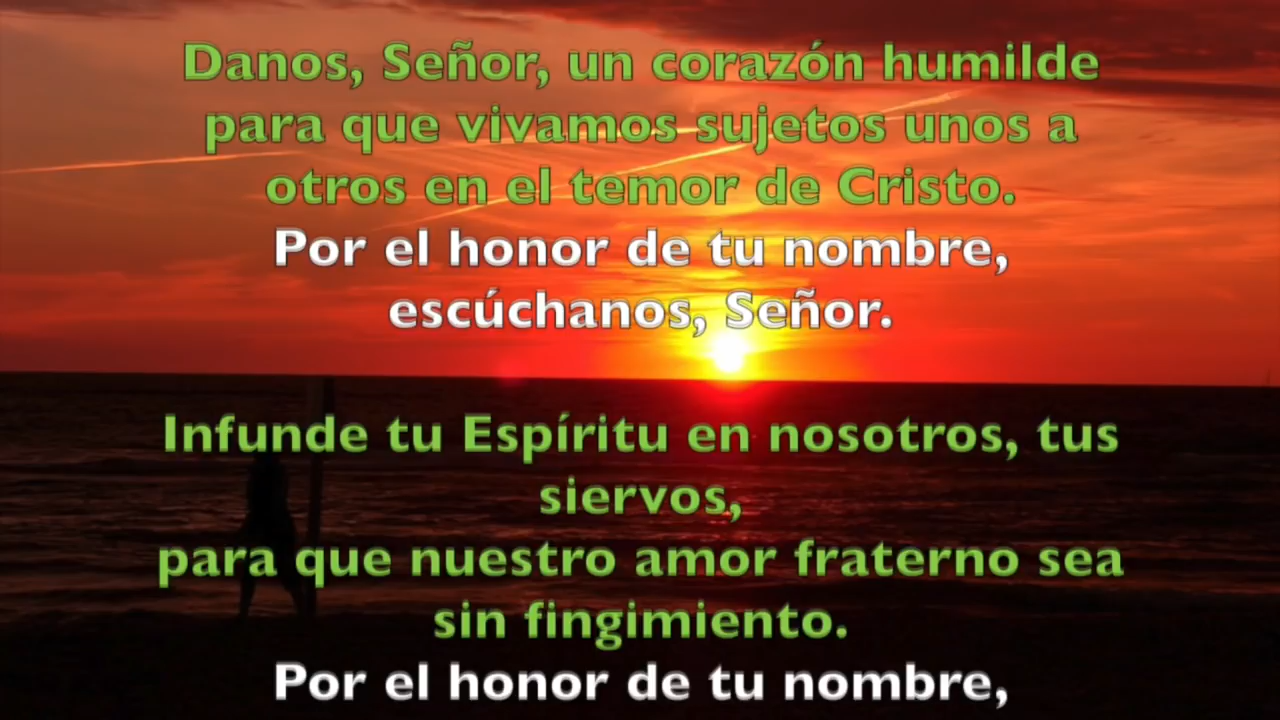 Danos, Señor, un corazón humilde
para que vivamos sujetos unos a
otros en el temor de Cristo.
Por el honor de tu nombre,
escúchanos, Señor.
Infunde tu Espíritu en nosotros, tus
siervos,
para que nuestro amor fraterno sea
sin fingimiento.
Por el honor de tu nombre,